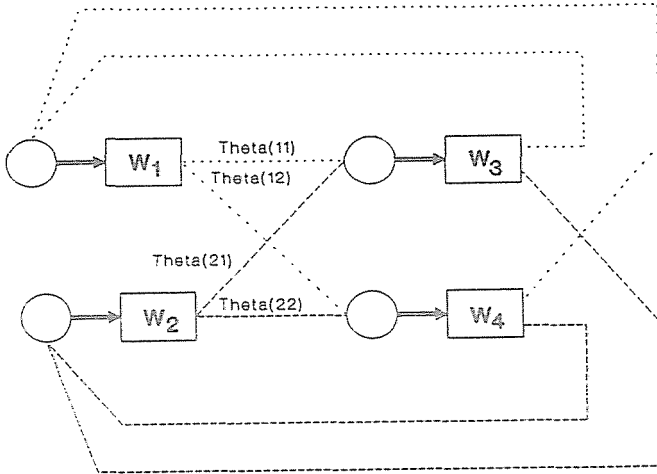 Theta(11)
W1
W3
Theta(12)
Theta(21)
Theta(22)
W2
W4